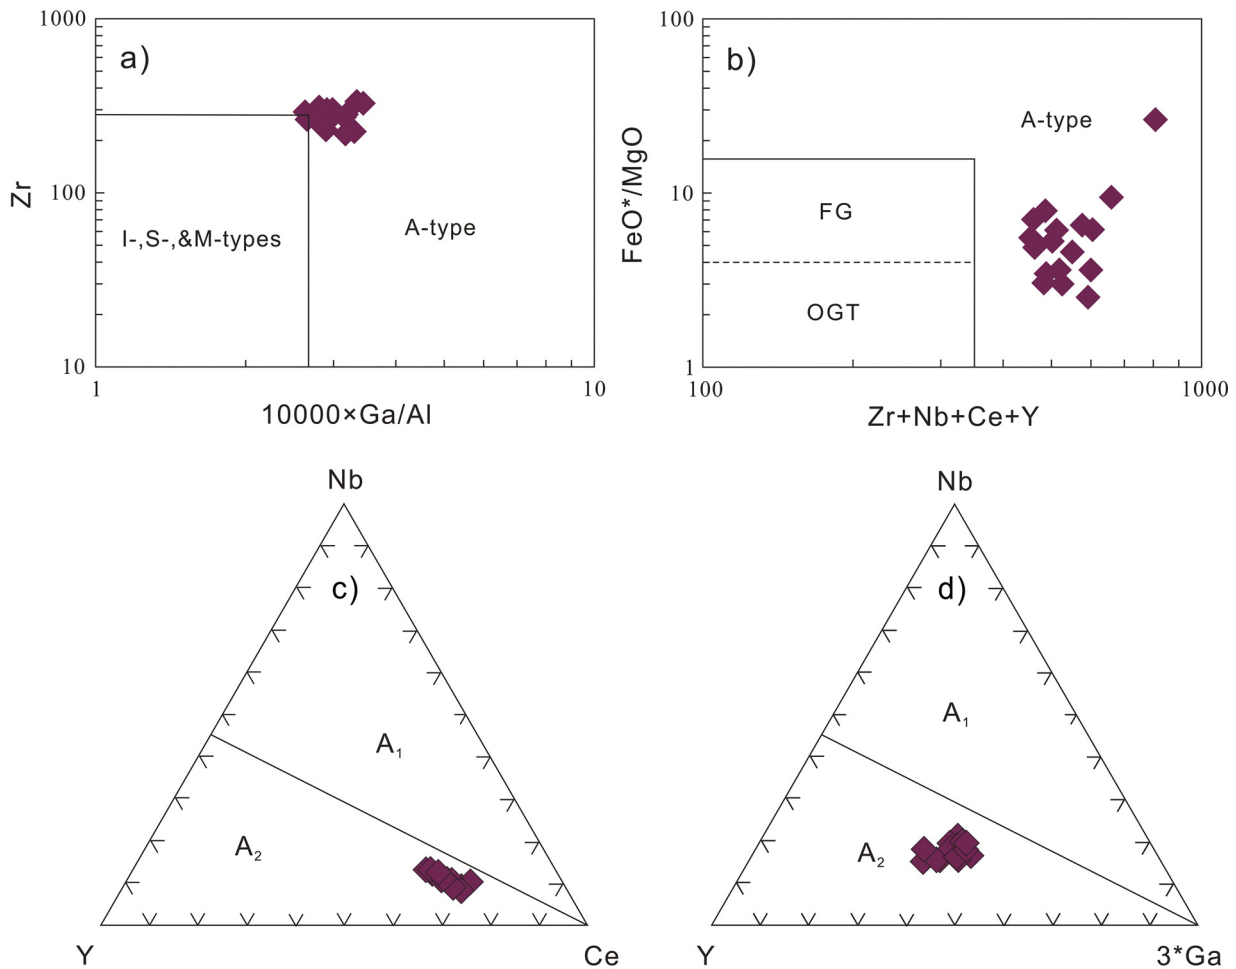 1000
a)
Zr
100
I-,S-,&M-types
A-type
10
1
10
10000×Ga/Al
100
b)
A-type
FeO*/MgO
10
FG
OGT
1
100
1000
Zr+Nb+Ce+Y
Nb
c)
A₁
A₂
Y
Ce
Nb
d)
A₁
A₂
Y
3*Ga